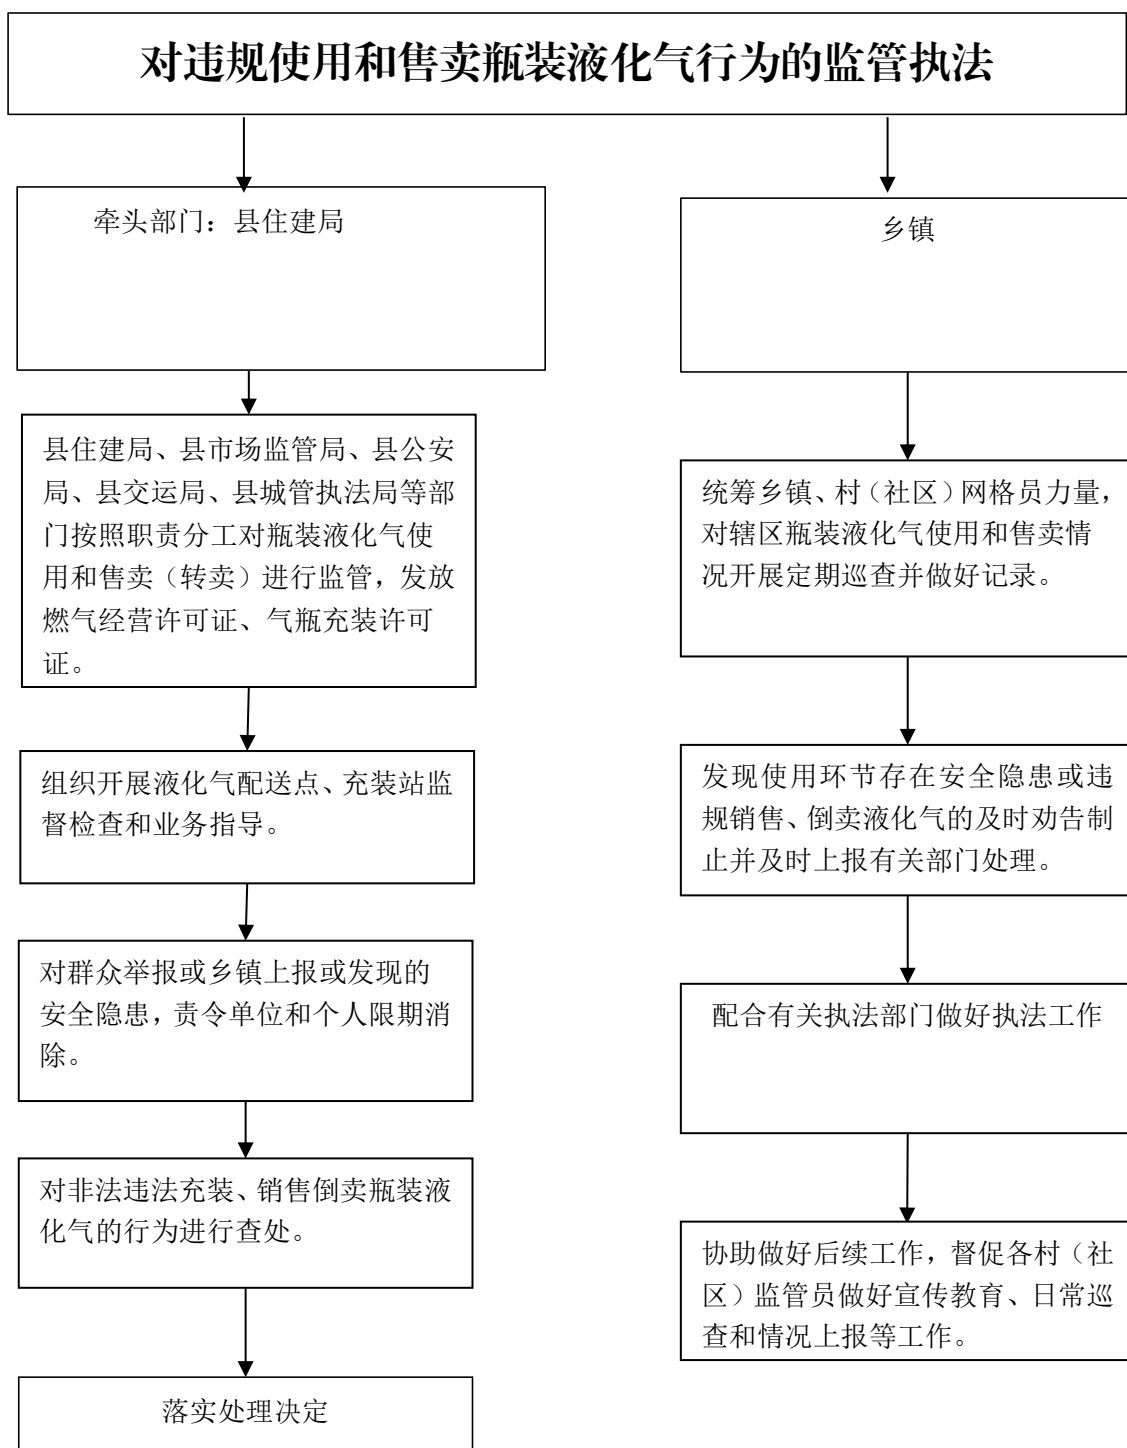 对违规使用和售卖瓶装液化气行为的监管执法
牵头部门：县住建局
县住建局、县市场监管局、县公安
局、县交运局、县城管执法局等部
门按照职责分工对瓶装液化气使
用和售卖（转卖）进行监管，发放
燃气经营许可证、气瓶充装许可
证。
组织开展液化气配送点、充装站监
督检查和业务指导。
对群众举报或乡镇上报或发现的
安全隐患，责令单位和个人限期消
除。
对非法违法充装、销售倒卖瓶装液
化气的行为进行查处。
落实处理决定
乡镇
统筹乡镇、村（社区）网格员力量，
对辖区瓶装液化气使用和售卖情
况开展定期巡查并做好记录。
发现使用环节存在安全隐患或违
规销售、倒卖液化气的及时劝告制
止并及时上报有关部门处理。
配合有关执法部门做好执法工作
协助做好后续工作，督促各村（社
区）监管员做好宣传教育、日常巡
查和情况上报等工作。